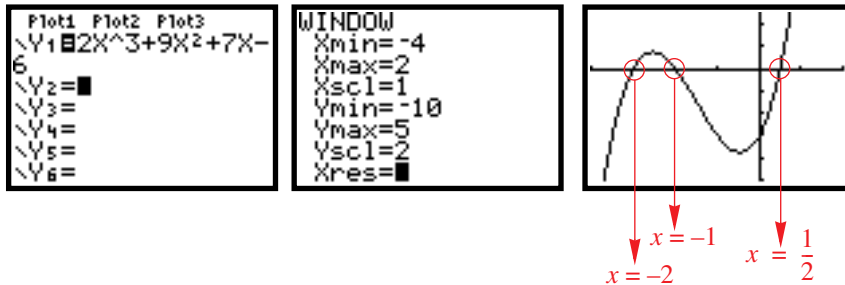 Plot1 Plot2 Plot3
\Y1=2X^3+9X²+7X-
6
\Y2=
\Y3=
\Y4=
\Y5=
\Y6=
WINDOW
Xmin=-4
Xmax=2
Xscl=1
Ymin=-10
Ymax=5
Yscl=2
Xres=
x = –2
x = –1
x = 1/2